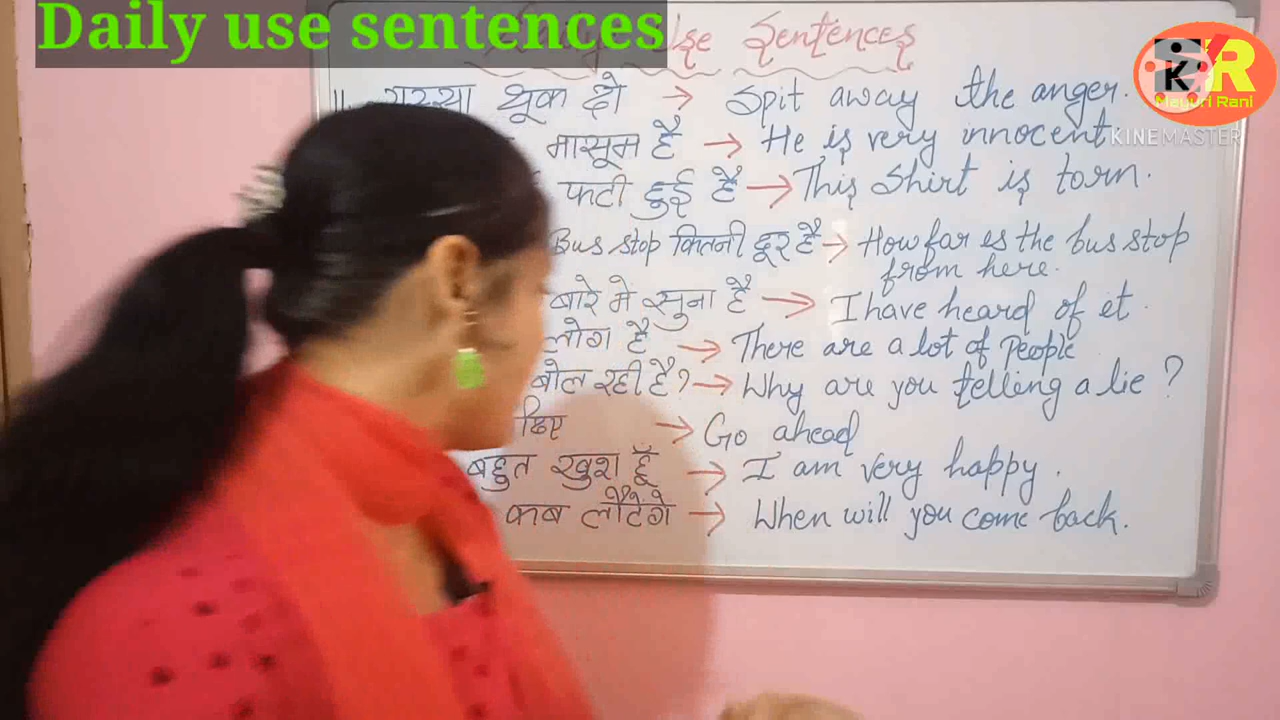 Daily use sentences
Use Sentences
गुस्सा थूक दो → Spit away the anger.
मासूम है → He is very innocent
फटी हुई है → This Shirt is torn.
Bus stop कितनी दूर है → How far is the bus stop
from here.
बारे में सुना है → I have heard of et.
लोग है → There are a lot of people
बोल रही है? → Why are you telling a lie ?
→ Go ahead
बहुत खुश हूँ → I am very happy.
कब लौटेंगे → When will you come back.
K R
Mayuri Rani
KINEMASTER